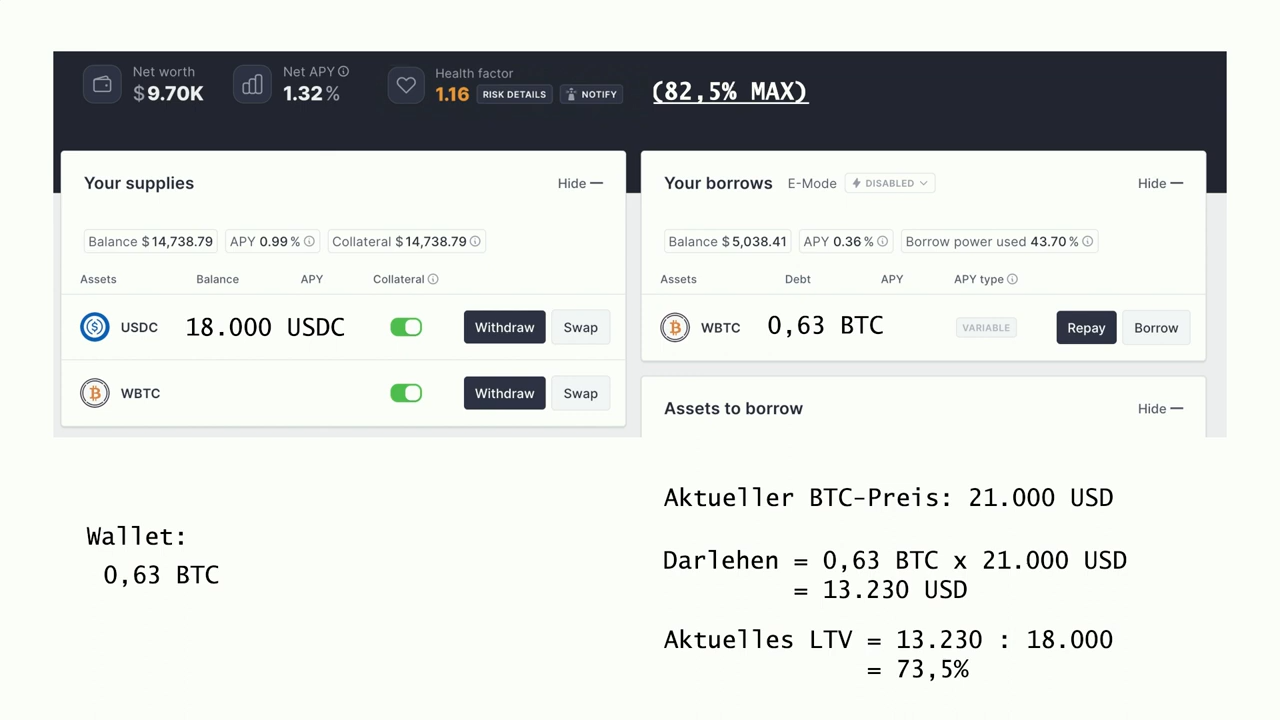 Net worth
$9.70K
Net APY
1.32%
Health factor
1.16 RISK DETAILS NOTIFY
(82,5% MAX)
Your supplies
Hide
Balance $14,738.79
APY 0.99%
Collateral $14,738.79
Assets Balance APY Collateral
USDC 18.000 USDC Withdraw Swap
WBTC Withdraw Swap
Your borrows E-Mode DISABLED
Hide
Balance $5,038.41
APY 0.36%
Borrow power used 43.70%
Assets Debt APY APY type
WBTC 0,63 BTC VARIABLE Repay Borrow
Assets to borrow
Hide
Wallet:
0,63 BTC
Aktueller BTC-Preis: 21.000 USD
Darlehen = 0,63 BTC x 21.000 USD
= 13.230 USD
Aktuelles LTV = 13.230 : 18.000
= 73,5%